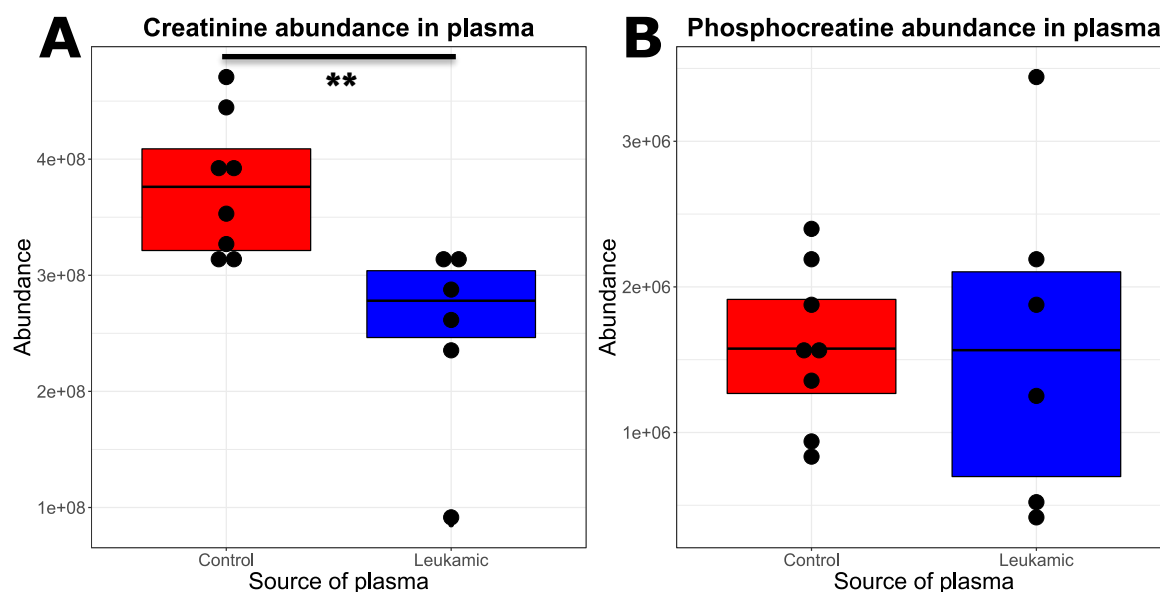 A
Creatinine abundance in plasma
**
4e+08
3e+08
2e+08
1e+08
Abundance
Control
Leukamic
Source of plasma
B
Phosphocreatine abundance in plasma
3e+06
2e+06
1e+06
Abundance
Control
Leukamic
Source of plasma